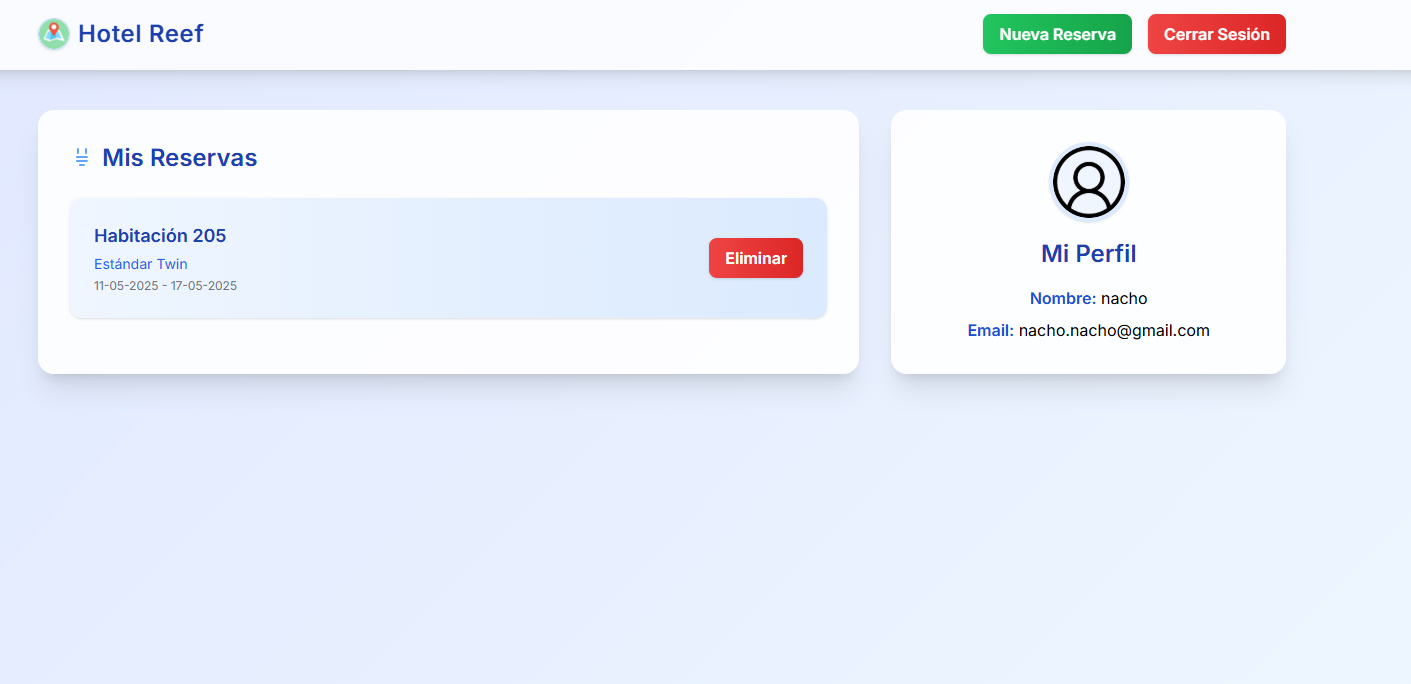 Hotel Reef
Nueva Reserva
Cerrar Sesión
Mis Reservas
Habitación 205
Estándar Twin
11-05-2025 - 17-05-2025
Eliminar
Mi Perfil
Nombre: nacho
Email: nacho.nacho@gmail.com